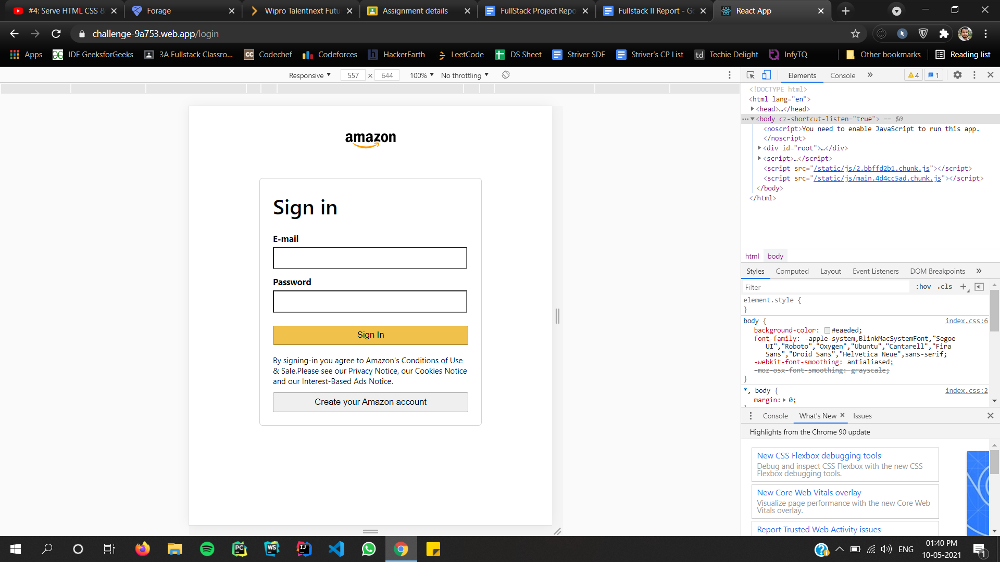 #4: Serve HTML CSS &
Forage
Wipro Talentnext Futu
Assignment details
FullStack Project Repo
Fullstack II Report - Go
React App
challenge-9a753.web.app/login
Apps
IDE GeeksforGeeks
3A Fullstack Classro...
Codechef
Codeforces
HackerEarth
LeetCode
DS Sheet
Striver SDE
Striver's CP List
td Techie Delight
InfyTQ
Other bookmarks
Reading list
Responsive ▼ 557 × 644 100% ▼ No throttling ▼
Elements
Console
»
4
1
amazon
Sign in
E-mail
Password
Sign In
By signing-in you agree to Amazon's Conditions of Use
& Sale.Please see our Privacy Notice, our Cookies Notice
and our Interest-Based Ads Notice.
Create your Amazon account
<!DOCTYPE html>
<html lang="en">
▶<head>…</head>
⋯▼<body cz-shortcut-listen="true"> == $0
<noscript>You need to enable JavaScript to run this app.
</noscript>
▶<div id="root">…</div>
▶<script>…</script>
<script src="/static/js/2.bbffd2b1.chunk.js"></script>
<script src="/static/js/main.4d4cc5ad.chunk.js"></script>
</body>
</html>
html body
Styles Computed Layout Event Listeners DOM Breakpoints »
Filter :hov .cls +
element.style {
}
body { index.css:6
background-color: #eaeded;
font-family: -apple-system,BlinkMacSystemFont,"Segoe
UI","Roboto","Oxygen","Ubuntu","Cantarell","Fira
Sans","Droid Sans","Helvetica Neue",sans-serif;
-webkit-font-smoothing: antialiased;
-moz-osx-font-smoothing: grayscale;
}
*, body { index.css:2
margin:▶ 0;
Console What's New × Issues
Highlights from the Chrome 90 update
New CSS Flexbox debugging tools
Debug and inspect CSS Flexbox with the new CSS
Flexbox debugging tools.
New Core Web Vitals overlay
Visualize page performance with the new Core Web
Vitals overlay.
Report Trusted Web Activity issues
PC
WS
IJ
ENG
01:40 PM
10-05-2021
1